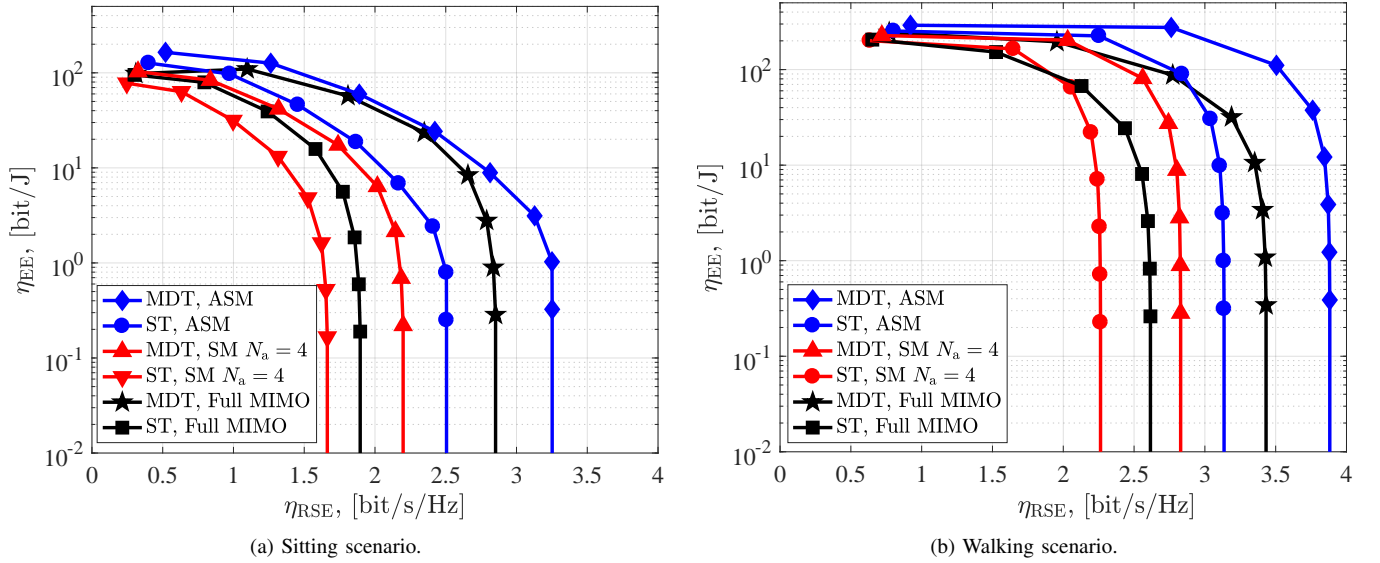 10^2
10^1
10^0
10^-1
10^-2
η_EE, [bit/J]
MDT, ASM
ST, ASM
MDT, SM N_a = 4
ST, SM N_a = 4
MDT, Full MIMO
ST, Full MIMO
0 0.5 1 1.5 2 2.5 3 3.5 4
η_RSE, [bit/s/Hz]
(a) Sitting scenario.
10^2
10^1
10^0
10^-1
10^-2
η_EE, [bit/J]
MDT, ASM
ST, ASM
MDT, SM N_a = 4
ST, SM N_a = 4
MDT, Full MIMO
ST, Full MIMO
0 0.5 1 1.5 2 2.5 3 3.5 4
η_RSE, [bit/s/Hz]
(b) Walking scenario.